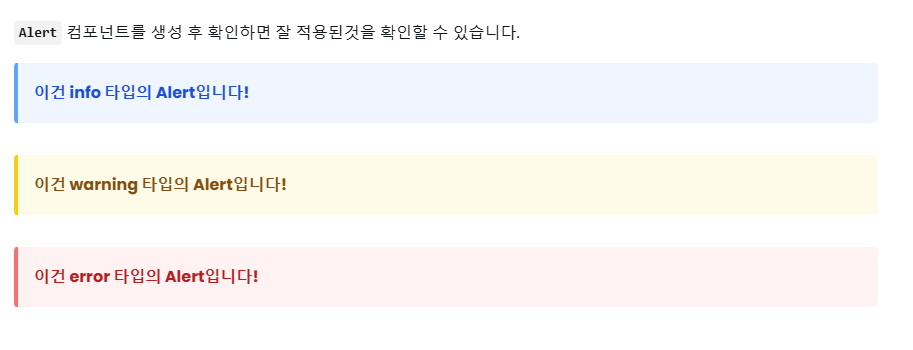 Alert 컴포넌트를 생성 후 확인하면 잘 적용된것을 확인할 수 있습니다.
이건 info 타입의 Alert입니다!
이건 warning 타입의 Alert입니다!
이건 error 타입의 Alert입니다!